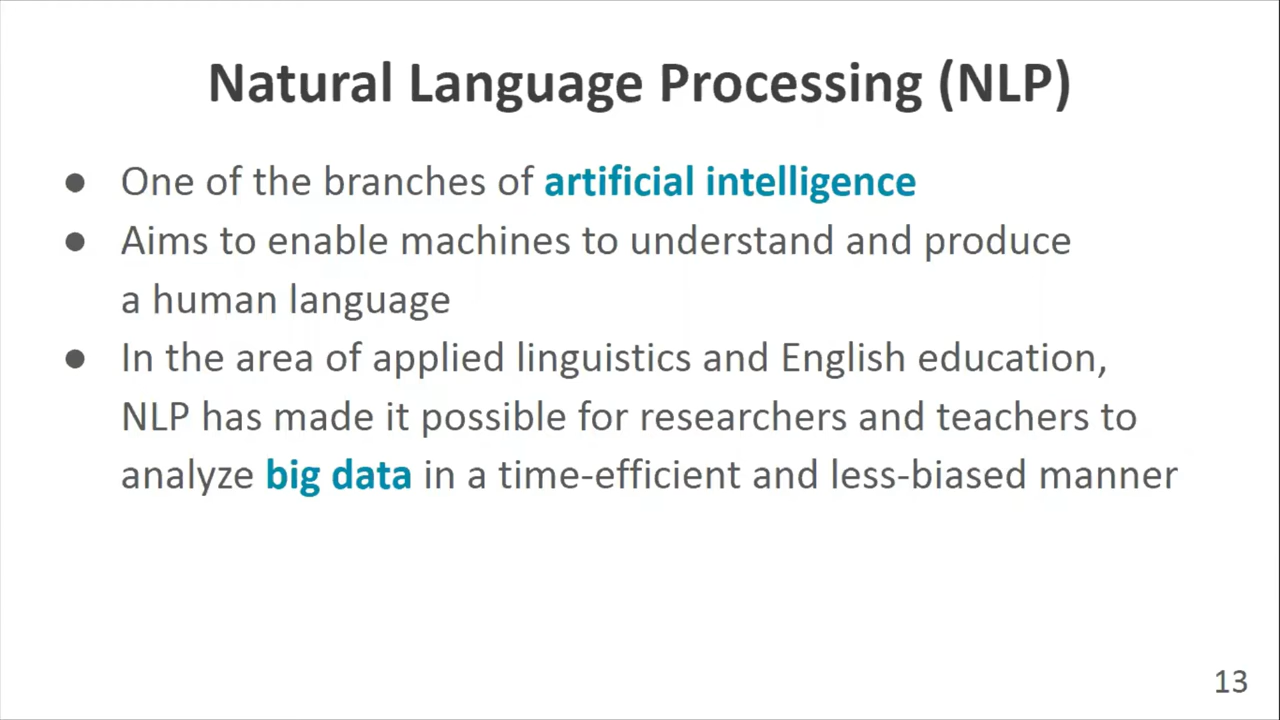 Natural Language Processing (NLP)
● One of the branches of artificial intelligence
● Aims to enable machines to understand and produce
a human language
● In the area of applied linguistics and English education,
NLP has made it possible for researchers and teachers to
analyze big data in a time-efficient and less-biased manner
13